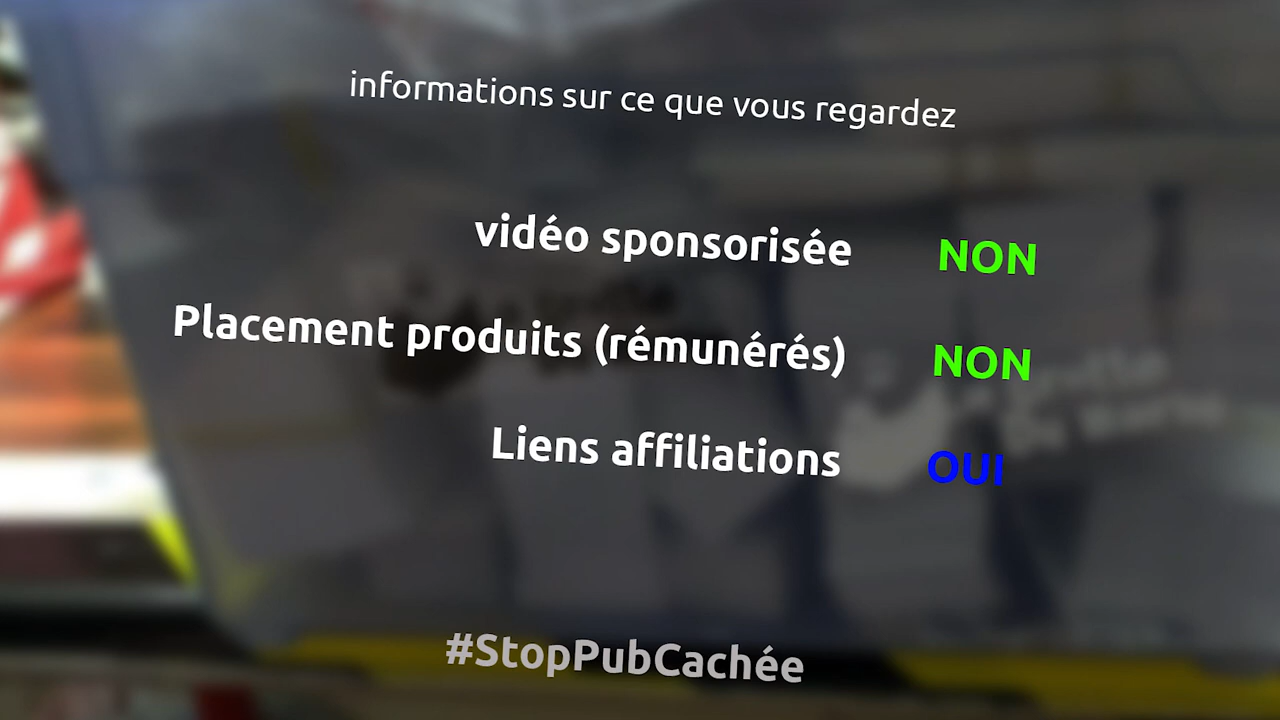 informations sur ce que vous regardez
vidéo sponsorisée NON
Placement produits (rémunérés) NON
Liens affiliations OUI
#StopPubCachée